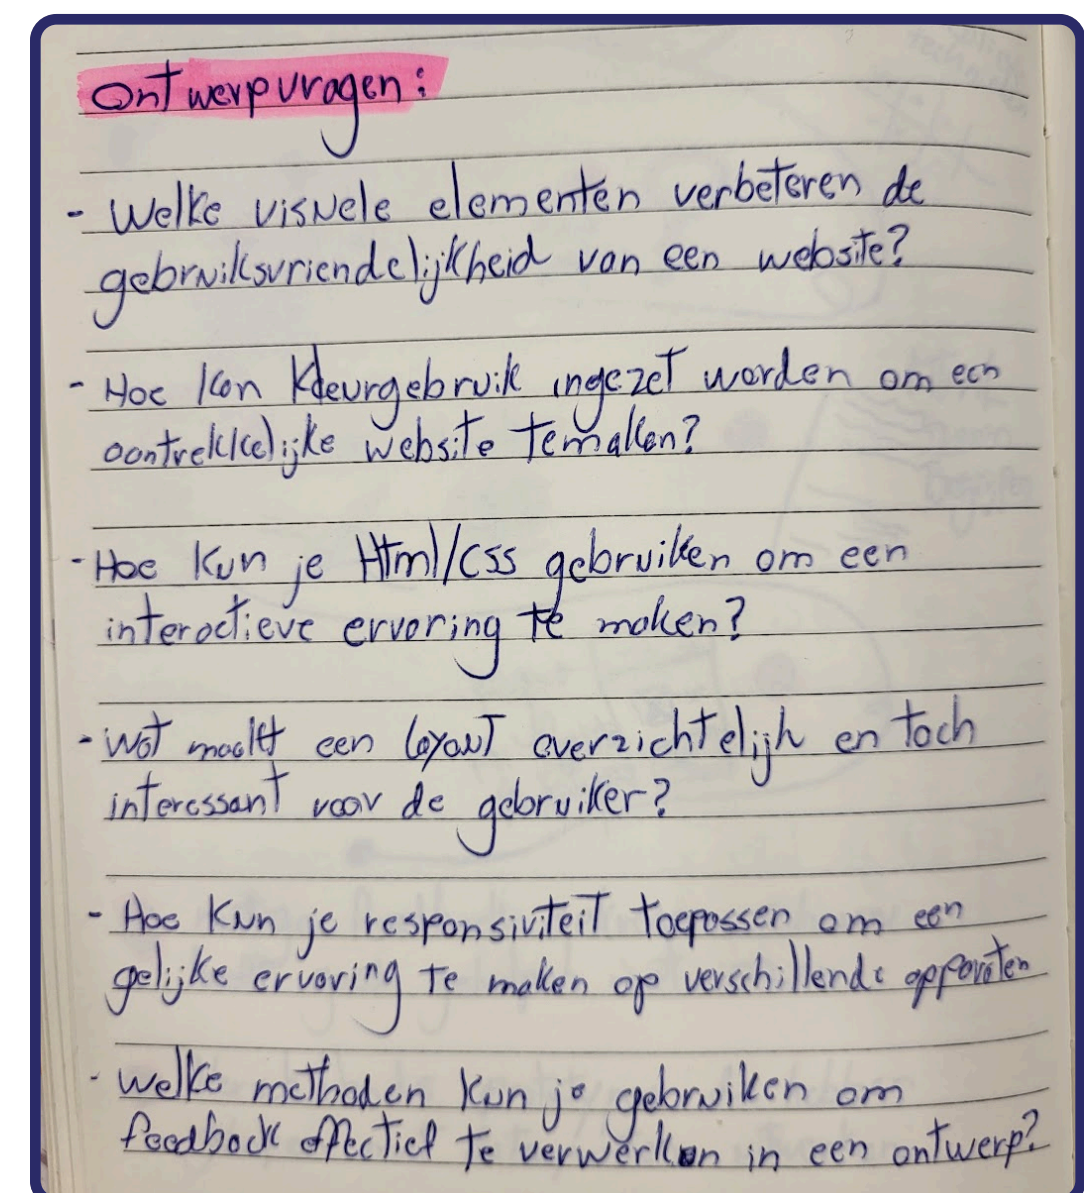 Ontwerpvragen:
- Welke visuele elementen verbeteren de
gebruiksvriendelijkheid van een website?
- Hoe kan kleurgebruik ingezet worden om een
aantrekkelijke website temaken?
- Hoe kun je Html/css gebruiken om een
interactieve ervaring te maken?
- Wat maakt een layout overzichtelijk en toch
interessant voor de gebruiker?
- Hoe kun je responsiviteit toepassen om een
gelijke ervaring te maken op verschillende apparaten
- Welke methoden kun je gebruiken om
feedback effectief te verwerken in een ontwerp?